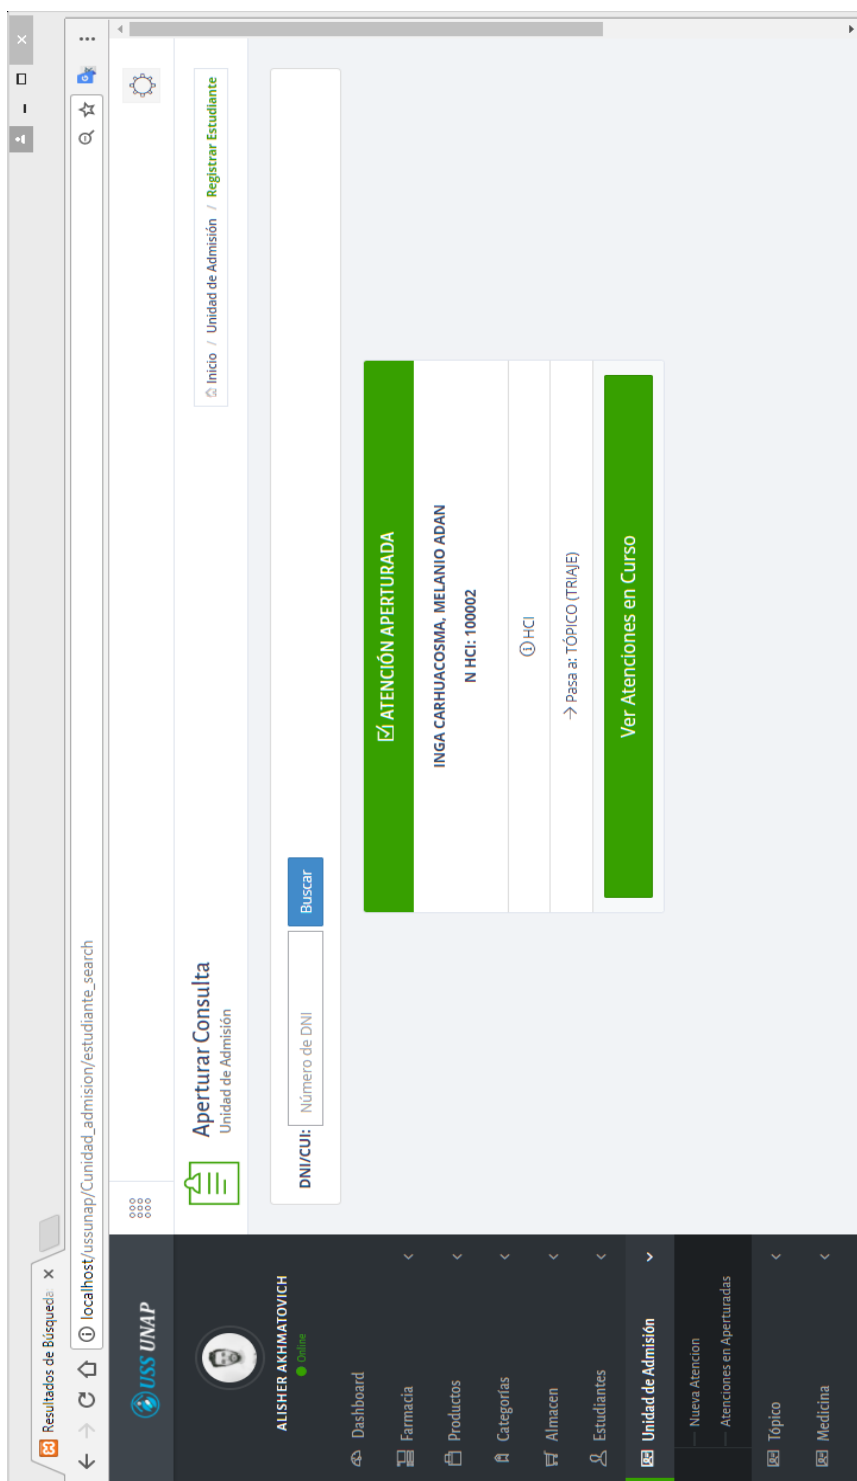 Resultados de Búsqueda
localhost/ussunap/Cunidad_admision/estudiante_search
USS UNAP
ALISHER AKHMATOVICH
Online
Dashboard
Farmacia
Productos
Categorías
Almacen
Estudiantes
Unidad de Admisión
Nueva Atencion
Atenciones en Aperturadas
Tópico
Medicina
Aperturar Consulta
Unidad de Admisión
Inicio / Unidad de Admisión / Registrar Estudiante
DNI/CUI: Número de DNI Buscar
ATENCIÓN APERTURADA
INGA CARHUACOSMA, MELANIO ADAN
N HCI: 100002
HCI
→ Pasa a: TÓPICO (TRIAJE)
Ver Atenciones en Curso